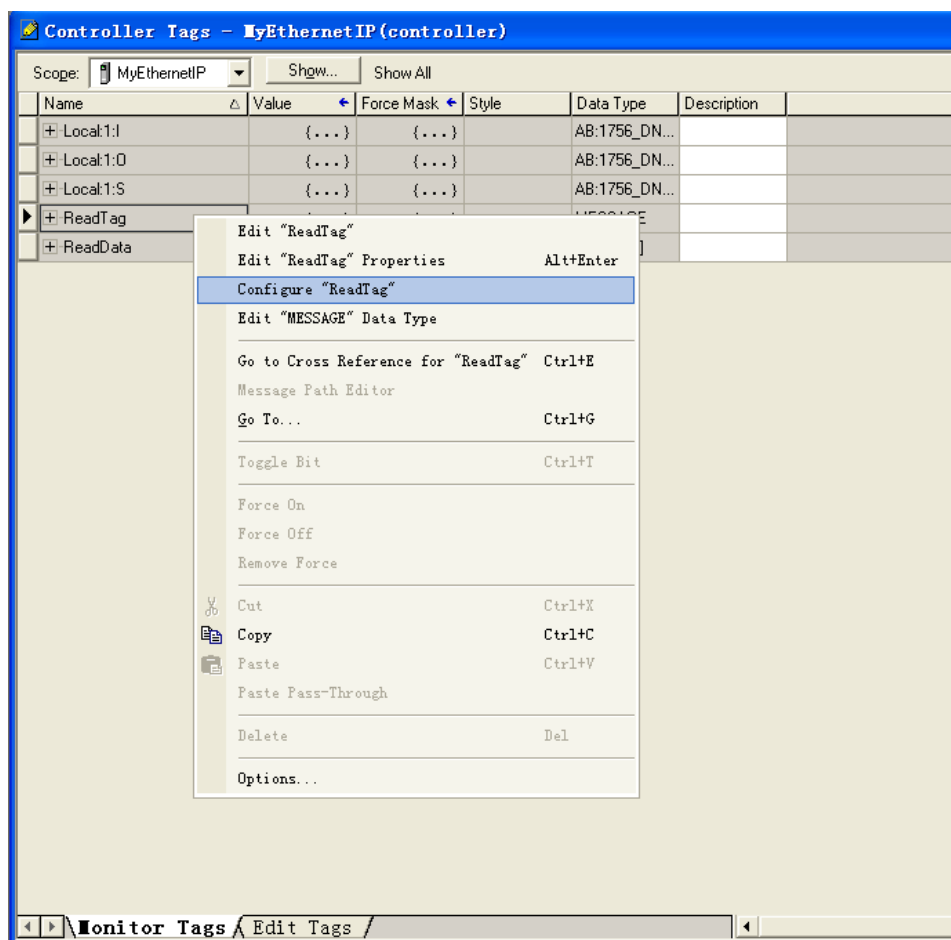 Controller Tags - MyEthernetIP(controller)
Scope: MyEthernetIP Show... Show All
Name Value Force Mask Style Data Type Description
Local:1:I {...} {...} AB:1756_DN...
Local:1:O {...} {...} AB:1756_DN...
Local:1:S {...} {...} AB:1756_DN...
ReadTag
ReadData ]
Edit "ReadTag"
Edit "ReadTag" Properties Alt+Enter
Configure "ReadTag"
Edit "MESSAGE" Data Type
Go to Cross Reference for "ReadTag" Ctrl+E
Message Path Editor
Go To... Ctrl+G
Toggle Bit Ctrl+T
Force On
Force Off
Remove Force
Cut Ctrl+X
Copy Ctrl+C
Paste Ctrl+V
Paste Pass-Through
Delete Del
Options...
Monitor Tags Edit Tags